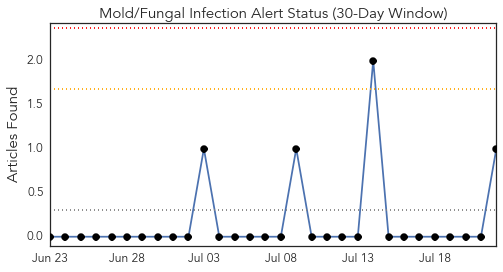 Mold/Fungal Infection Alert Status (30-Day Window)
Articles Found
2.0
1.5
1.0
0.5
0.0
Jun 23 Jun 28 Jul 03 Jul 08 Jul 13 Jul 18